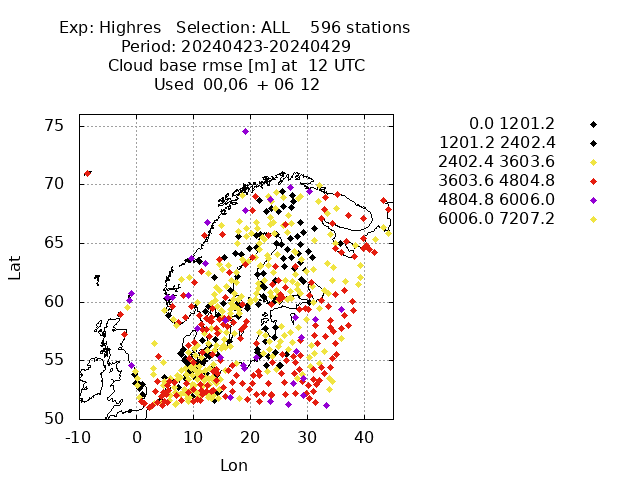 Exp: Highres   Selection: ALL    596 stations
Period: 20240423-20240429
Cloud base rmse [m] at  12 UTC
Used  00,06  + 06 12
0.0 1201.2
1201.2 2402.4
2402.4 3603.6
3603.6 4804.8
4804.8 6006.0
6006.0 7207.2
75
70
65
60
55
50
Lat
-10 0 10 20 30 40
Lon